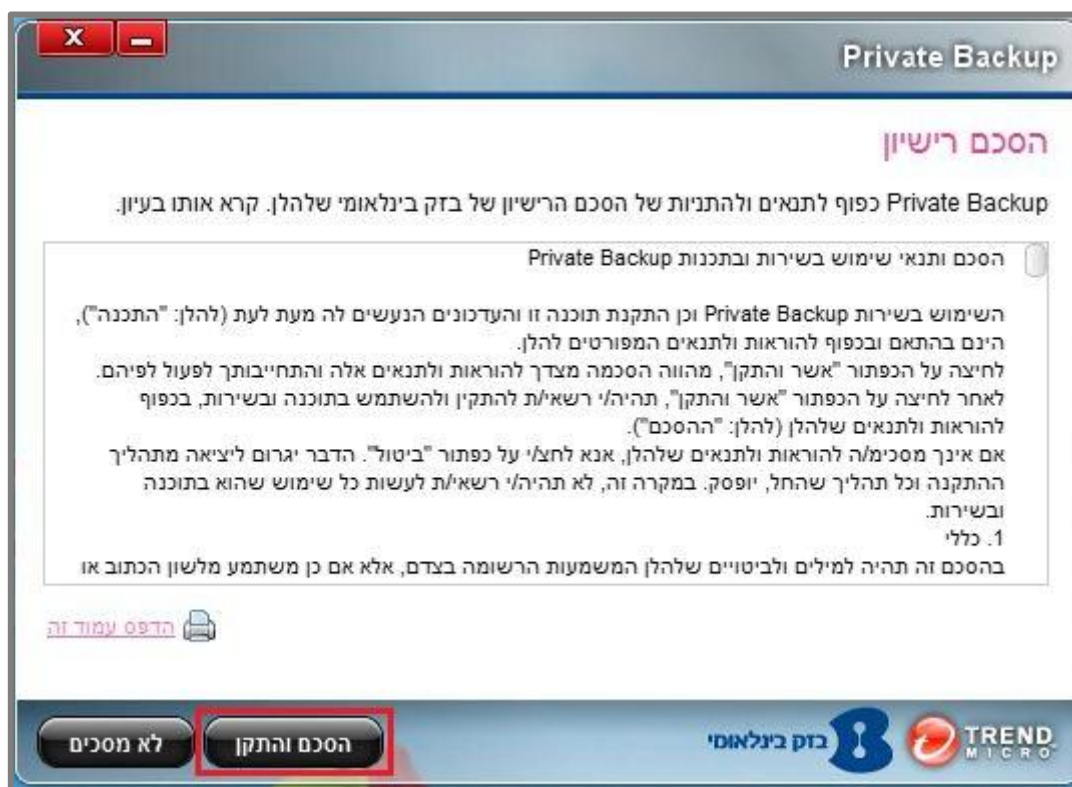 Private Backup
הסכם רישיון
Private Backup כפוף לתנאים ולהתניות של הסכם הרישיון של בזק בינלאומי שלהלן. קרא אותו בעיון.
הסכם ותנאי שימוש בשירות ובתכנות Private Backup
השימוש בשירות Private Backup וכן התקנת תוכנה זו והעדכונים הנעשים לה מעת לעת (להלן: "התכנה"),
הינם בהתאם ובכפוף להוראות ולתנאים המפורטים להלן.
לחיצה על הכפתור "אשר והתקן", מהווה הסכמה מצדך להוראות ולתנאים אלה והתחייבותך לפעול לפיהם.
לאחר לחיצה על הכפתור "אשר והתקן", תהיה/י רשאי/ת להתקין ולהשתמש בתוכנה ובשירות, בכפוף
להוראות ולתנאים שלהלן (להלן: "ההסכם").
אם אינך מסכימ/ה להוראות ולתנאים שלהלן, אנא לחצ/י על כפתור "ביטול". הדבר יגרום ליציאה מתהליך
ההתקנה וכל תהליך שהחל, יופסק. במקרה זה, לא תהיה/י רשאי/ת לעשות כל שימוש שהוא בתוכנה
ובשירות.
1. כללי
בהסכם זה תהיה למילים ולביטויים שלהלן המשמעות הרשומה בצדם, אלא אם כן משתמע מלשון הכתוב או
הדפס עמוד זה
TREND
MICRO
בזק בינלאומי
הסכם והתקן
לא מסכים